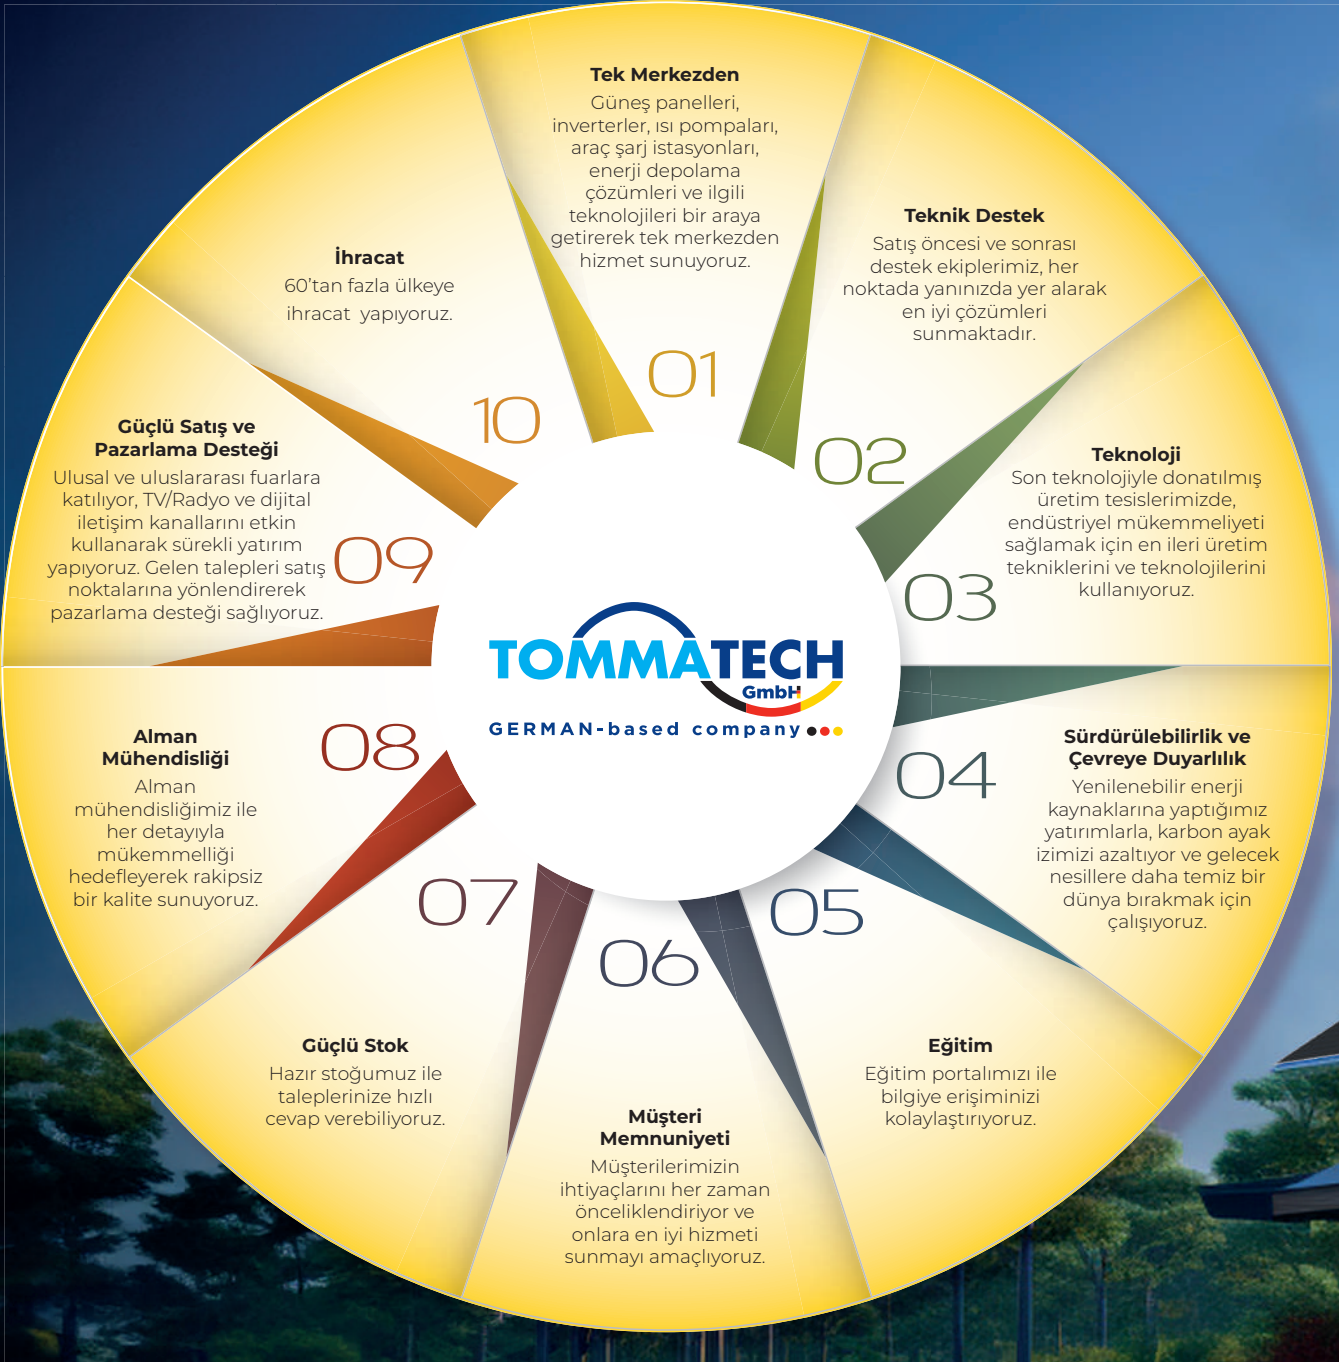 Tek Merkezden
Güneş panelleri,
inverterler, ısı pompaları,
araç şarj istasyonları,
enerji depolama
çözümleri ve ilgili
teknolojileri bir araya
getirerek tek merkezden
hizmet sunuyoruz.
01
Teknik Destek
Satış öncesi ve sonrası
destek ekiplerimiz, her
noktada yanınızda yer alarak
en iyi çözümleri
sunmaktadır.
02
Teknoloji
Son teknolojiyle donatılmış
üretim tesislerimizde,
endüstriyel mükemmeliyeti
sağlamak için en ileri üretim
tekniklerini ve teknolojilerini
kullanıyoruz.
03
Sürdürülebilirlik ve
Çevreye Duyarlılık
Yenilenebilir enerji
kaynaklarına yaptığımız
yatırımlarla, karbon ayak
izimizi azaltıyor ve gelecek
nesillere daha temiz bir
dünya bırakmak için
çalışıyoruz.
04
Eğitim
Eğitim portalımızı ile
bilgiye erişiminizi
kolaylaştırıyoruz.
05
Müşteri
Memnuniyeti
Müşterilerimizin
ihtiyaçlarını her zaman
önceliklendiriyor ve
onlara en iyi hizmeti
sunmayı amaçlıyoruz.
06
Güçlü Stok
Hazır stoğumuz ile
taleplerinize hızlı
cevap verebiliyoruz.
07
Alman
Mühendisliği
Alman
mühendisliğimiz ile
her detayıyla
mükemmelliği
hedefleyerek rakipsiz
bir kalite sunuyoruz.
08
Güçlü Satış ve
Pazarlama Desteği
Ulusal ve uluslararası fuarlara
katılıyor, TV/Radyo ve dijital
iletişim kanallarını etkin
kullanarak sürekli yatırım
yapıyoruz. Gelen talepleri satış
noktalarına yönlendirerek
pazarlama desteği sağlıyoruz.
09
İhracat
60'tan fazla ülkeye
ihracat yapıyoruz.
10
TOMMATECH
GmbH
GERMAN-based company